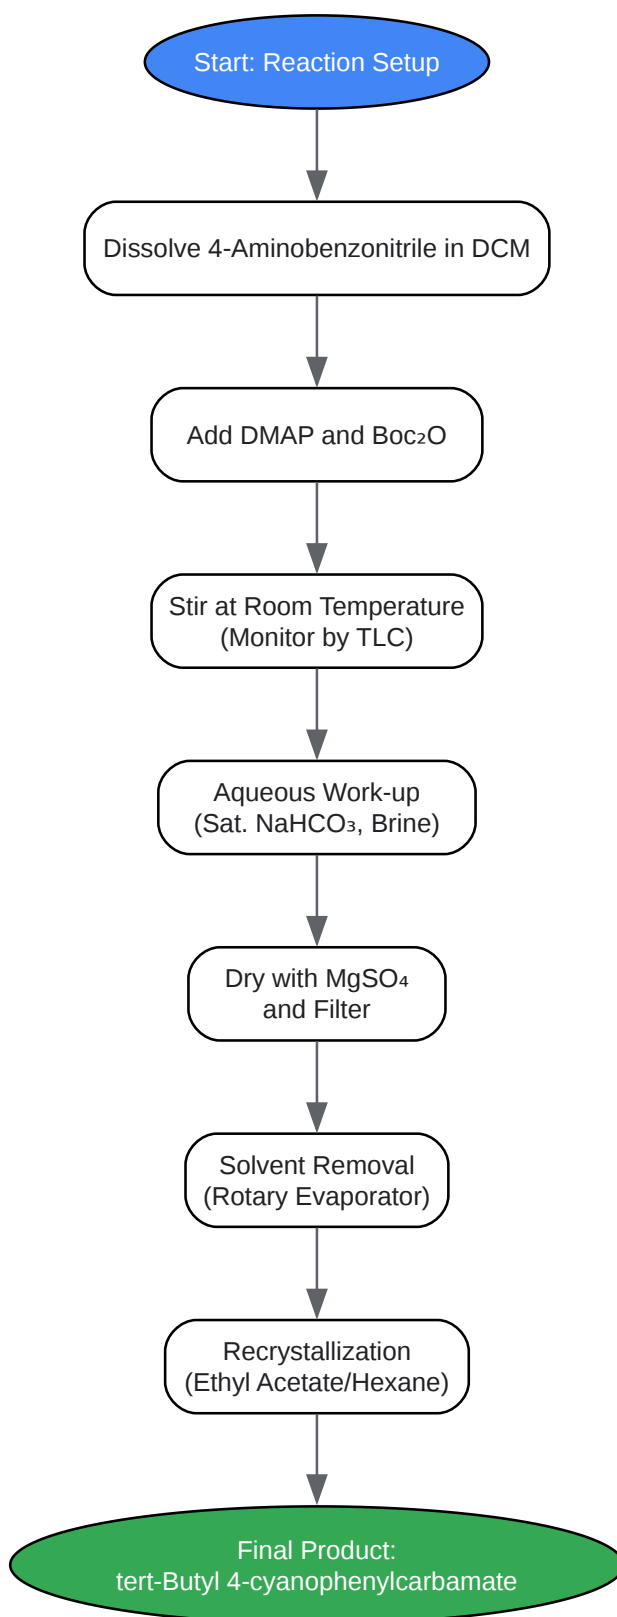 Start: Reaction Setup
Dissolve 4-Aminobenzonitrile in DCM
Add DMAP and Boc₂O
Stir at Room Temperature
(Monitor by TLC)
Aqueous Work-up
(Sat. NaHCO₃, Brine)
Dry with MgSO₄
and Filter
Solvent Removal
(Rotary Evaporator)
Recrystallization
(Ethyl Acetate/Hexane)
Final Product:
tert-Butyl 4-cyanophenylcarbamate